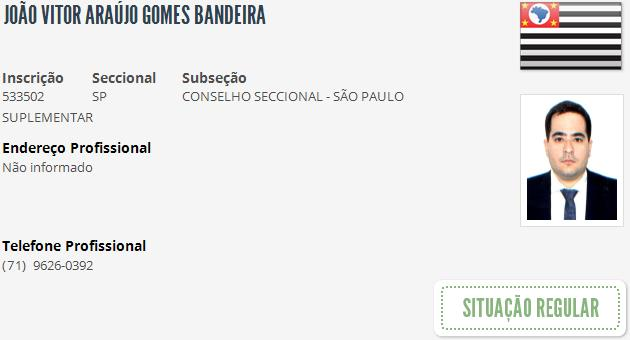 JOÃO VITOR ARAÚJO GOMES BANDEIRA
Inscrição Seccional Subseção
533502 SP CONSELHO SECCIONAL - SÃO PAULO
SUPLEMENTAR
Endereço Profissional
Não informado
Telefone Profissional
(71) 9626-0392
SITUAÇÃO REGULAR